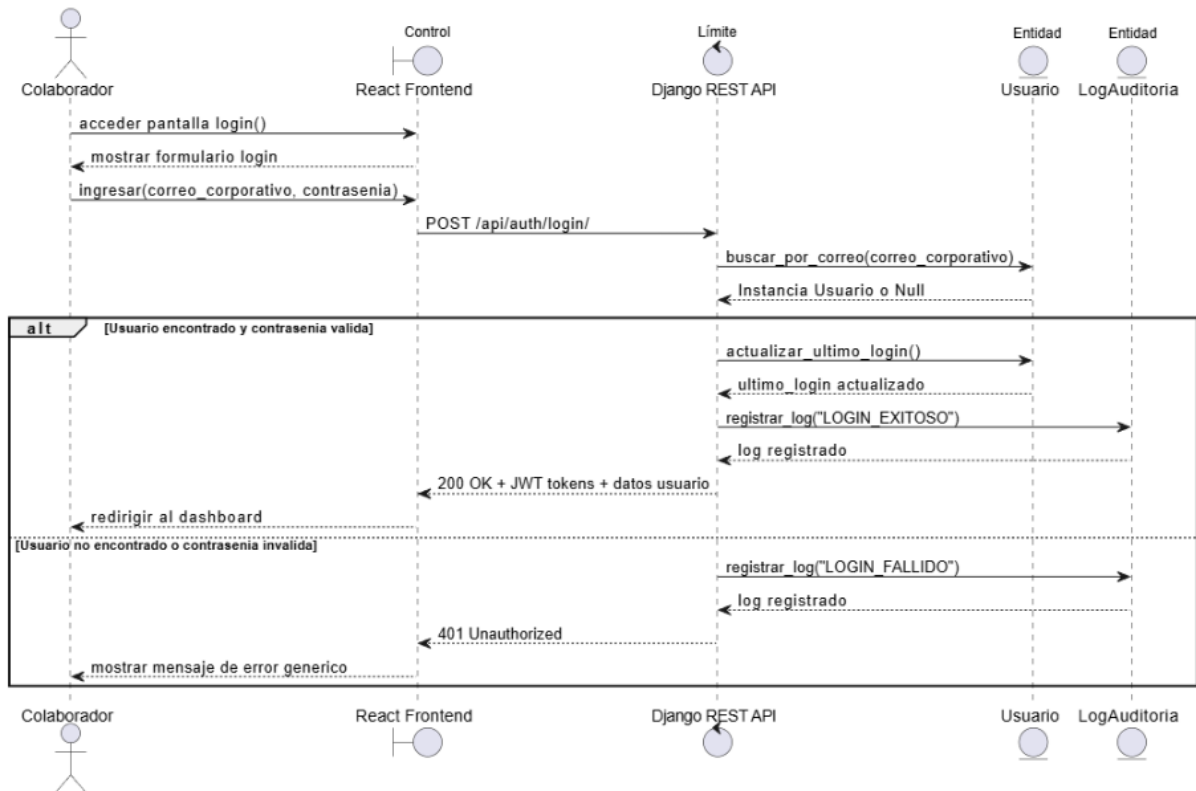 Control
Límite
Entidad
Entidad
Colaborador
React Frontend
Django REST API
Usuario
LogAuditoria
acceder pantalla login()
mostrar formulario login
ingresar(correo_corporativo, contrasenia)
POST /api/auth/login/
buscar_por_correo(correo_corporativo)
Instancia Usuario o Null
alt
[Usuario encontrado y contrasenia valida]
actualizar_ultimo_login()
ultimo_login actualizado
registrar_log("LOGIN_EXITOSO")
log registrado
200 OK + JWT tokens + datos usuario
redirigir al dashboard
[Usuario no encontrado o contrasenia invalida]
registrar_log("LOGIN_FALLIDO")
log registrado
401 Unauthorized
mostrar mensaje de error generico
Colaborador
React Frontend
Django REST API
Usuario
LogAuditoria